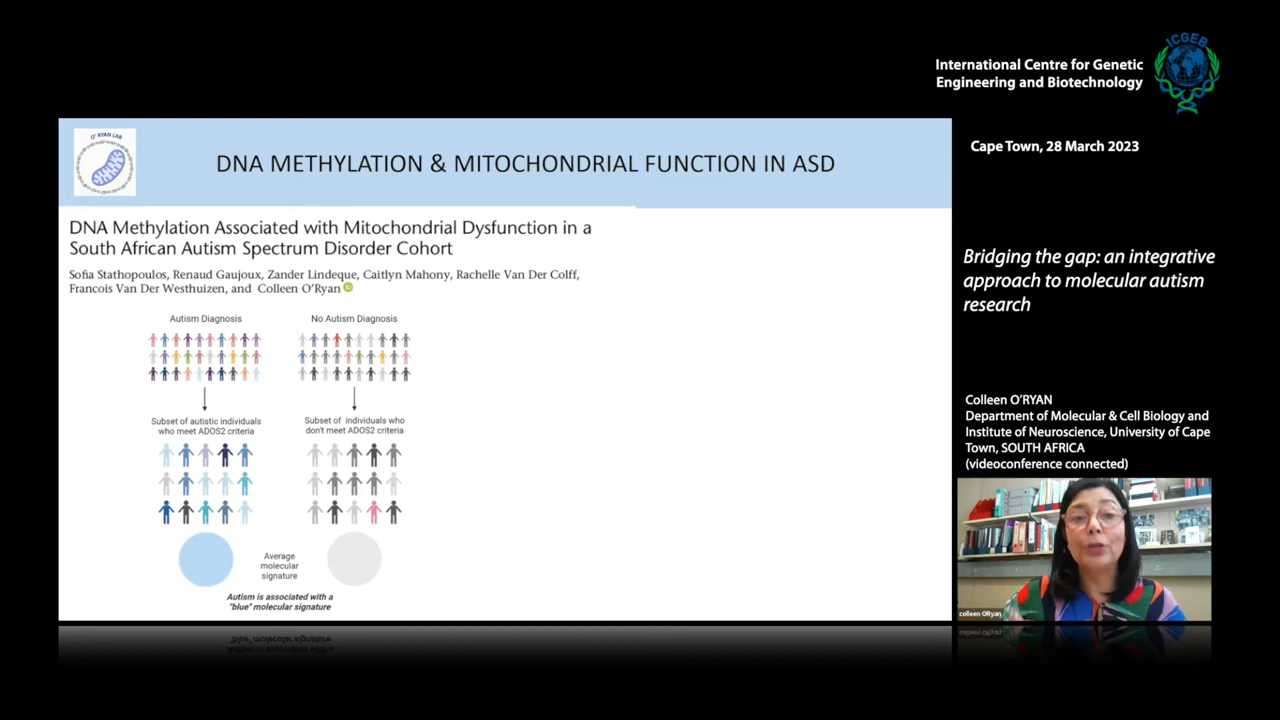 International Centre for Genetic
Engineering and Biotechnology
ICGEB
Cape Town, 28 March 2023
O' RYAN LAB
DNA METHYLATION & MITOCHONDRIAL FUNCTION IN ASD
DNA Methylation Associated with Mitochondrial Dysfunction in a
South African Autism Spectrum Disorder Cohort
Sofia Stathopoulos, Renaud Gaujoux, Zander Lindeque, Caitlyn Mahony, Rachelle Van Der Colff,
Francois Van Der Westhuizen, and Colleen O'Ryan
Autism Diagnosis
No Autism Diagnosis
Subset of autistic individuals
who meet ADOS2 criteria
Subset of individuals who
don't meet ADOS2 criteria
Average
molecular
signature
Autism is associated with a
"blue" molecular signature
Bridging the gap: an integrative
approach to molecular autism
research
Colleen O'RYAN
Department of Molecular & Cell Biology and
Institute of Neuroscience, University of Cape
Town, SOUTH AFRICA
(videoconference connected)
colleen ORyan